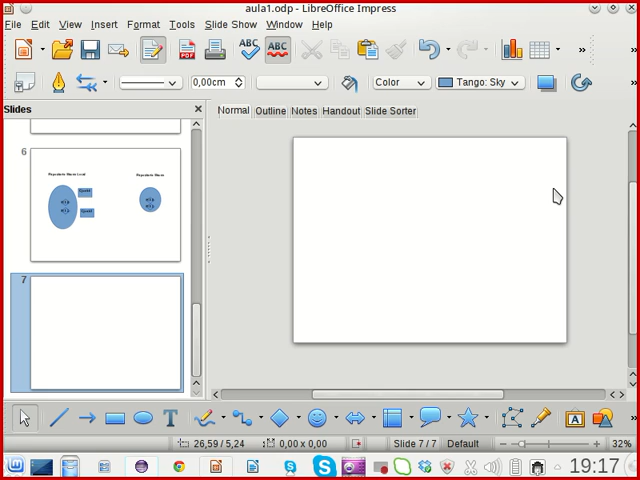 aula1.odp - LibreOffice Impress
File Edit View Insert Format Tools Slide Show Window Help
0,00cm Color Tango: Sky
Slides
Normal Outline Notes Handout Slide Sorter
6
7
26,59 / 5,24 0,00 x 0,00 Slide 7 / 7 Default 32%
19:17